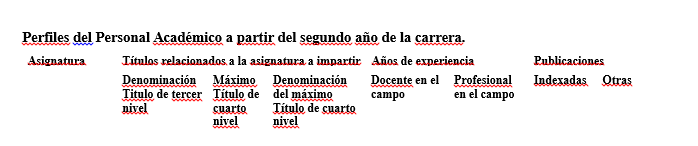 Perfiles del Personal Académico a partir del segundo año de la carrera.
Asignatura Títulos relacionados a la asignatura a impartir Años de experiencia Publicaciones
Denominación Máximo Denominación Docente en el Profesional Indexadas Otras
Titulo de tercer Título de del máximo campo en el campo
nivel cuarto Título de cuarto
nivel nivel